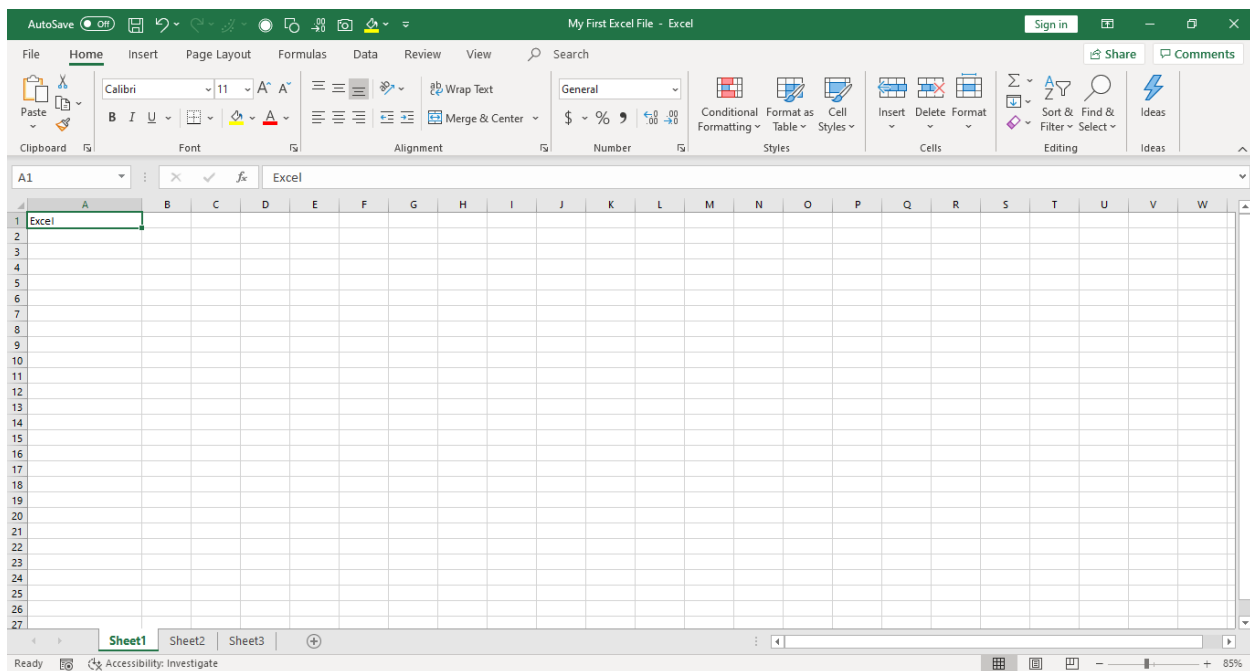 AutoSave Off My First Excel File - Excel Sign in
File Home Insert Page Layout Formulas Data Review View Search Share Comments
Paste
Calibri 11
B I U A
ab Wrap Text
Merge & Center
General
$ % 9 .00 .00
Conditional Formatting
Format as Table
Cell Styles
Insert Delete Format
Sort & Filter
Find & Select
Ideas
Clipboard Font Alignment Number Styles Cells Editing Ideas
A1 fx Excel
A B C D E F G H I J K L M N O P Q R S T U V W
1 Excel
2
3
4
5
6
7
8
9
10
11
12
13
14
15
16
17
18
19
20
21
22
23
24
25
26
27
Sheet1 Sheet2 Sheet3
Ready Accessibility: Investigate 85%